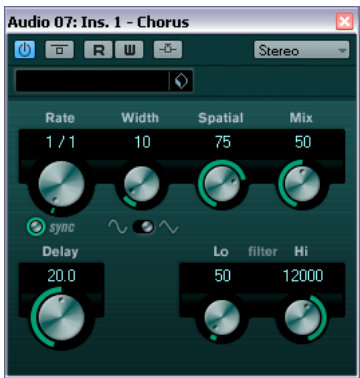 Audio 07: Ins. 1 - Chorus
R W Stereo
Rate Width Spatial Mix
1 / 1 10 75 50
sync
Delay Lo filter Hi
20.0 50 12000